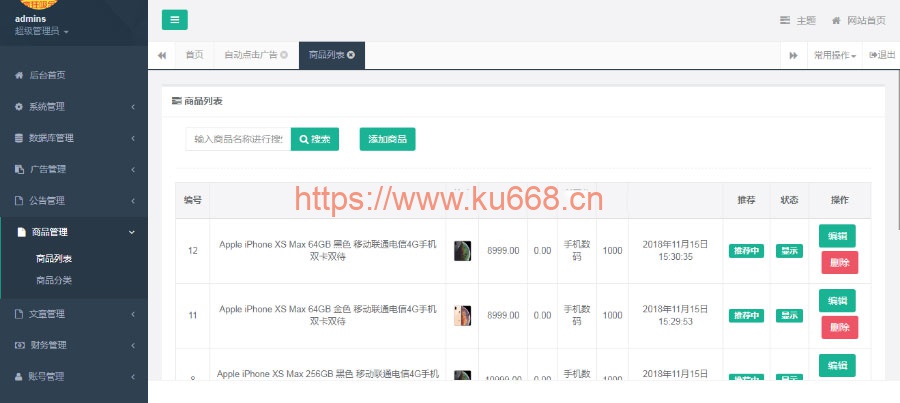 admins
超级管理员
主题
网站首页
首页
自动点击广告
商品列表
常用操作
退出
后台首页
系统管理
数据库管理
广告管理
公告管理
商品管理
商品列表
商品分类
文章管理
财务管理
账号管理
商品列表
输入商品名称进行搜
搜索
添加商品
https://www.ku668.cn
编号
推荐
状态
操作
12
Apple iPhone XS Max 64GB 黑色 移动联通电信4G手机
双卡双待
8999.00
0.00
手机数
码
1000
2018年11月15日
15:30:35
推荐中
显示
编辑
删除
11
Apple iPhone XS Max 64GB 金色 移动联通电信4G手机
双卡双待
8999.00
0.00
手机数
码
1000
2018年11月15日
15:29:53
推荐中
显示
编辑
删除
Apple iPhone XS Max 256GB 黑色 移动联通电信4G手机
手机数
2018年11月15日
编辑